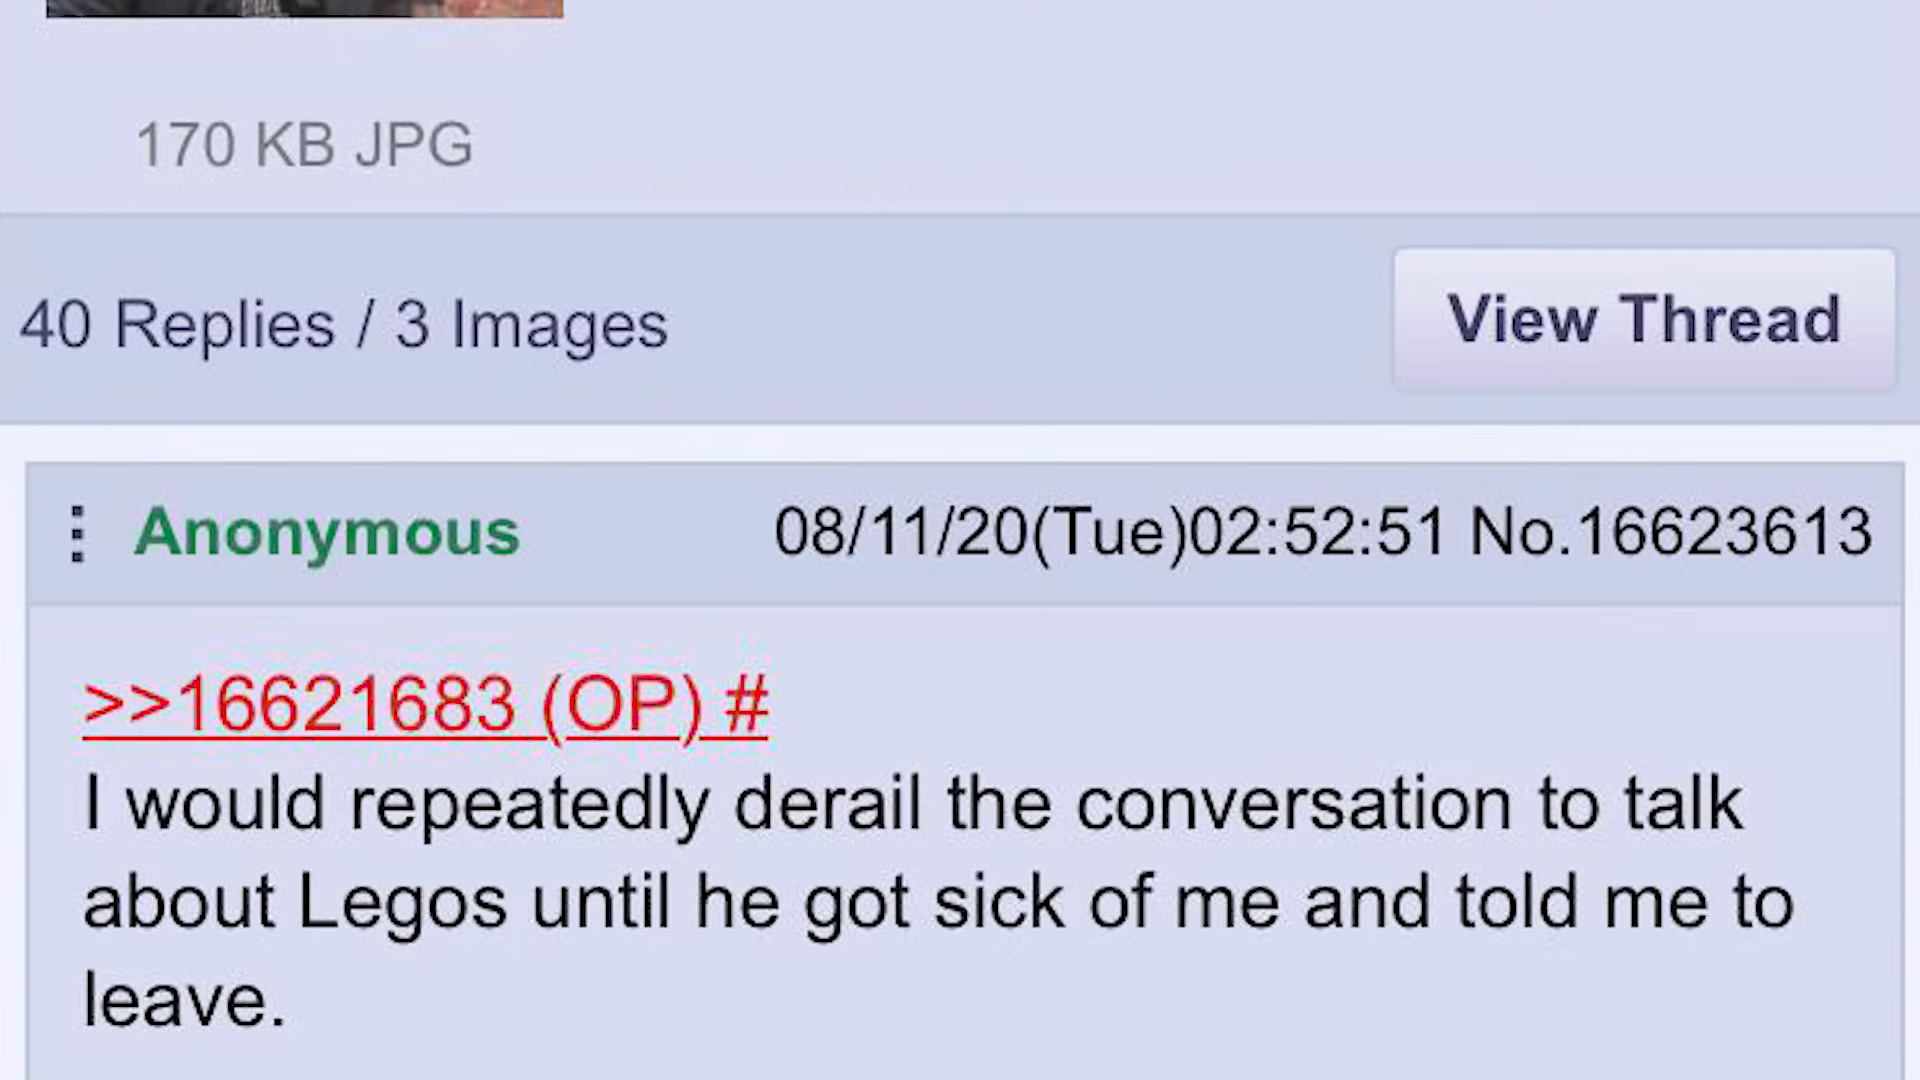 170 KB JPG
40 Replies / 3 Images
View Thread
Anonymous
08/11/20(Tue)02:52:51 No.16623613
>>16621683 (OP) #
I would repeatedly derail the conversation to talk
about Legos until he got sick of me and told me to
leave.